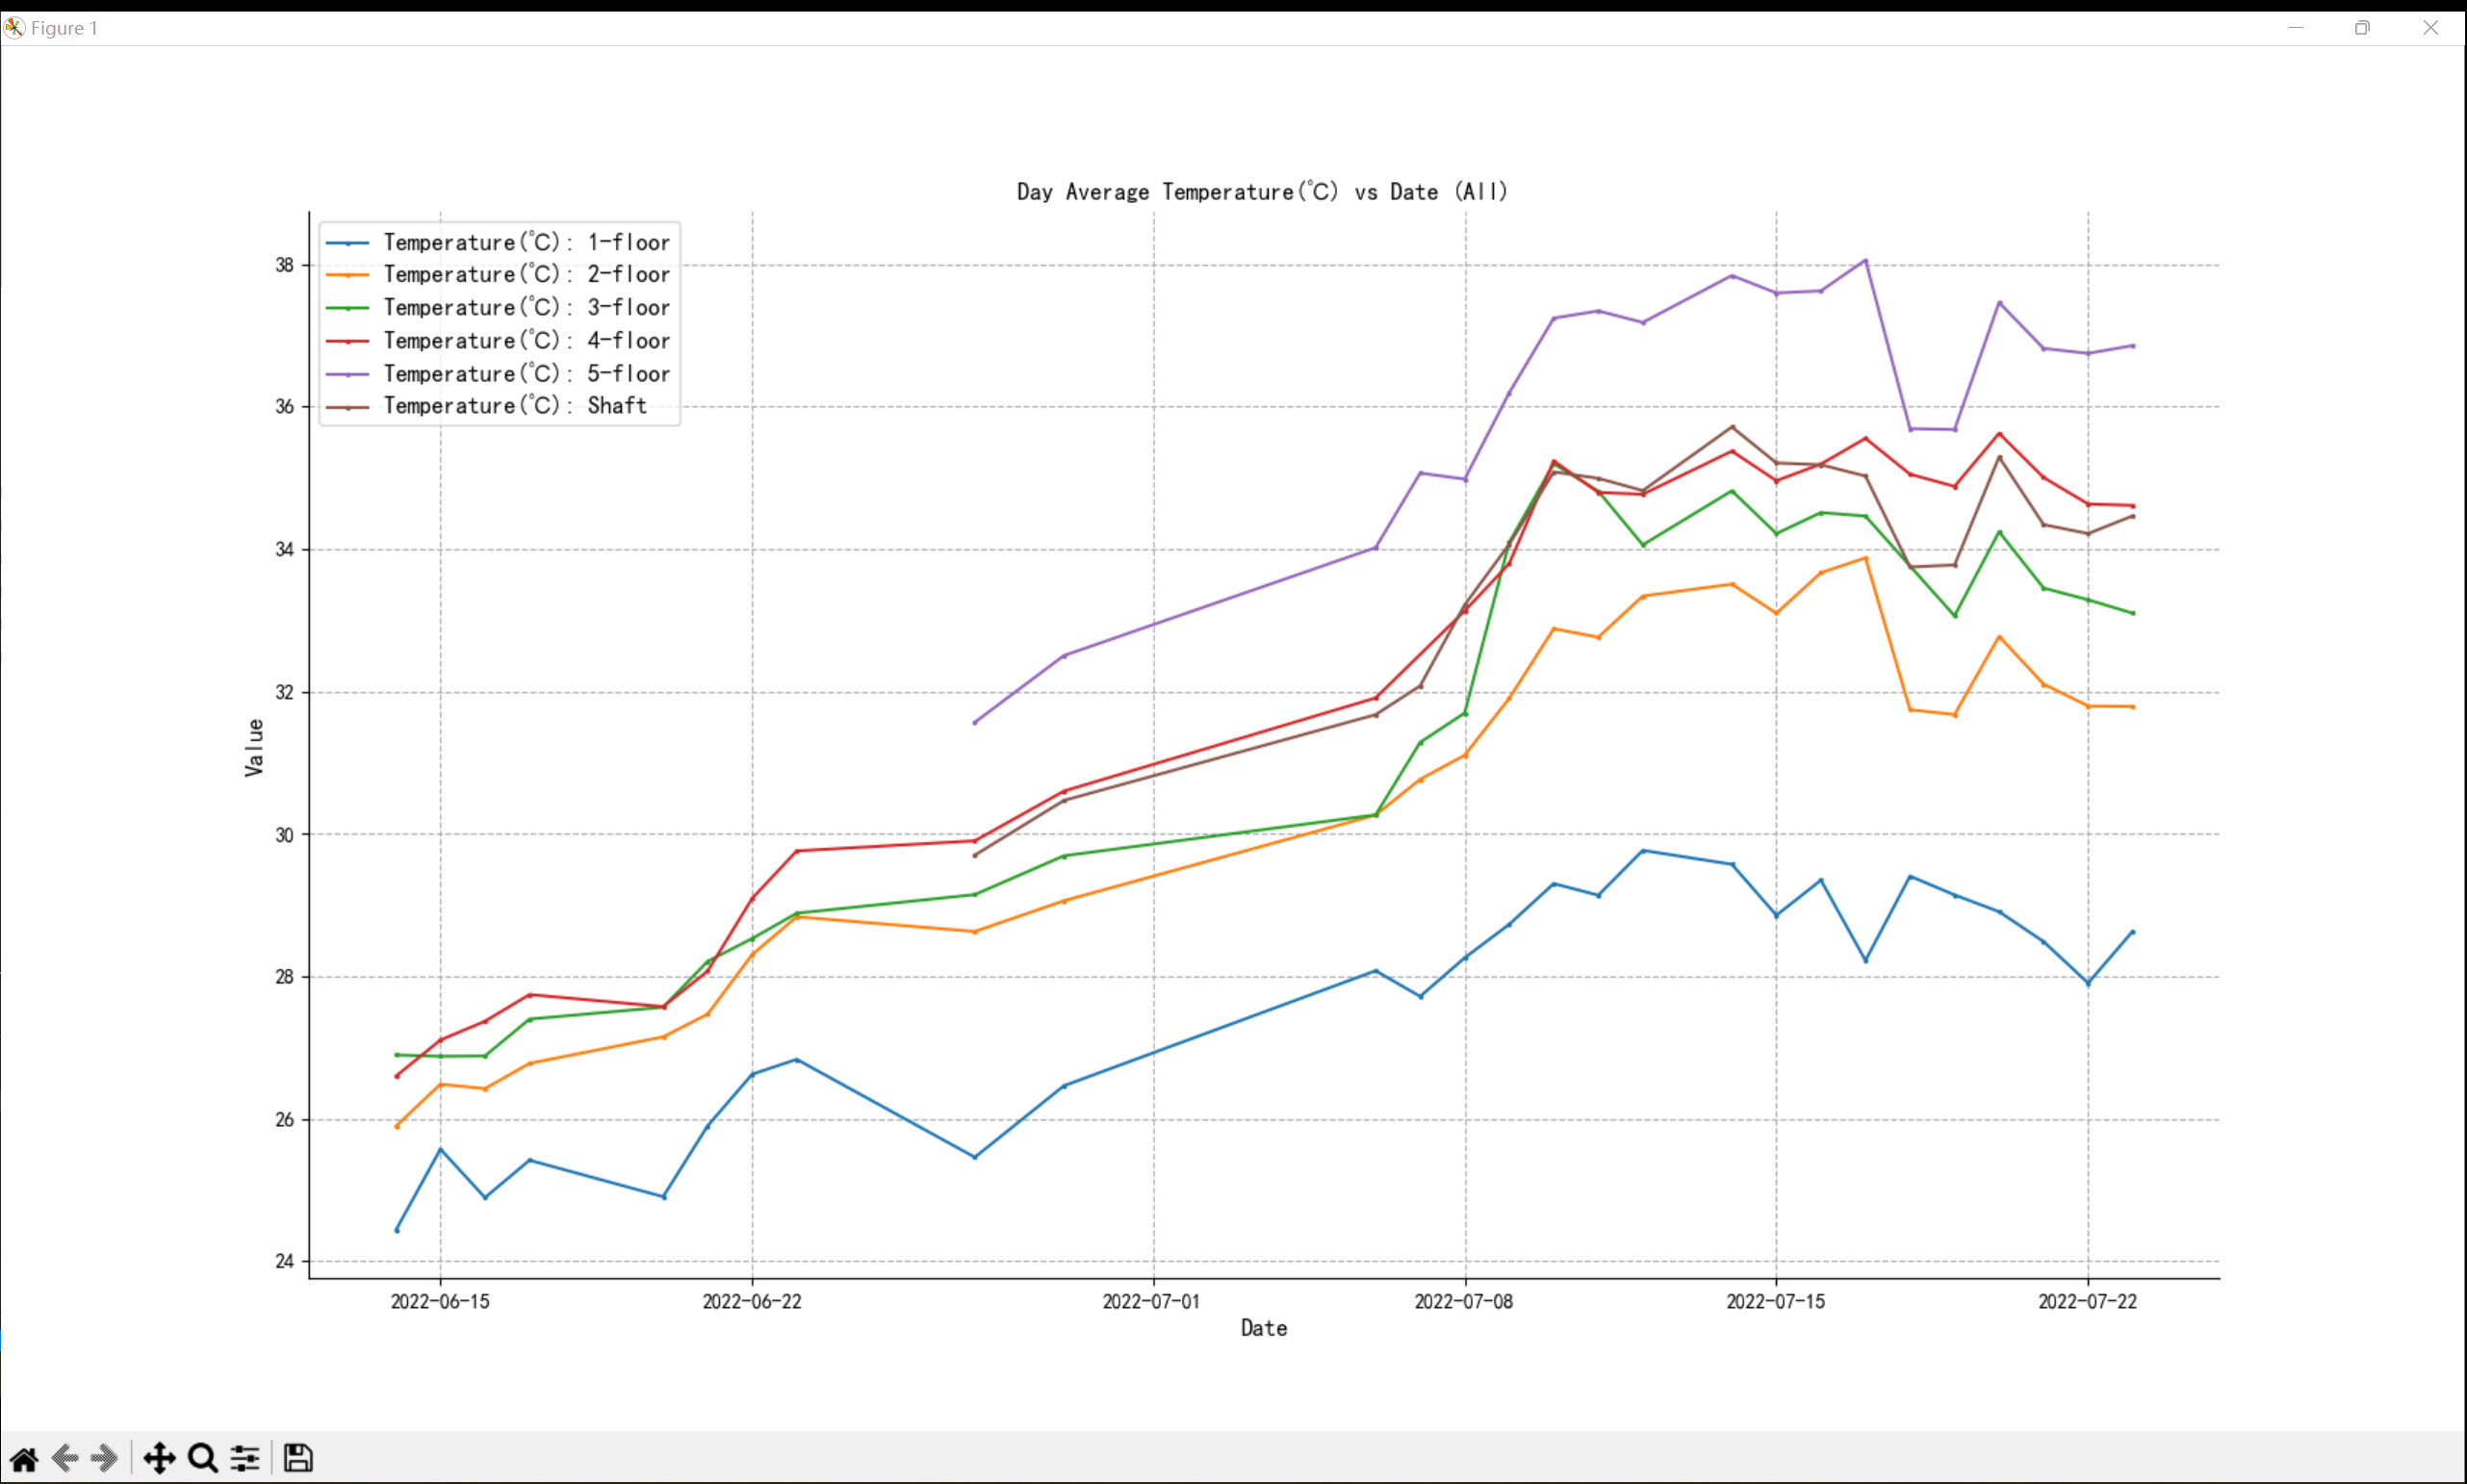 Figure 1
Day Average Temperature(℃) vs Date (All)
Temperature(℃): 1-floor
Temperature(℃): 2-floor
Temperature(℃): 3-floor
Temperature(℃): 4-floor
Temperature(℃): 5-floor
Temperature(℃): Shaft
38
36
34
32
30
28
26
24
Value
2022-06-15
2022-06-22
2022-07-01
2022-07-08
2022-07-15
2022-07-22
Date